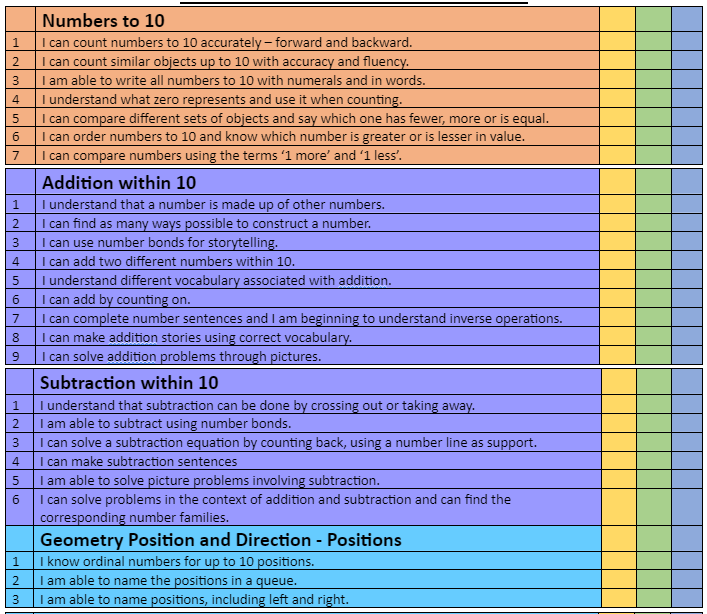 Numbers to 10
1 I can count numbers to 10 accurately – forward and backward.
2 I can count similar objects up to 10 with accuracy and fluency.
3 I am able to write all numbers to 10 with numerals and in words.
4 I understand what zero represents and use it when counting.
5 I can compare different sets of objects and say which one has fewer, more or is equal.
6 I can order numbers to 10 and know which number is greater or is lesser in value.
7 I can compare numbers using the terms ‘1 more’ and ‘1 less’.
Addition within 10
1 I understand that a number is made up of other numbers.
2 I can find as many ways possible to construct a number.
3 I can use number bonds for storytelling.
4 I can add two different numbers within 10.
5 I understand different vocabulary associated with addition.
6 I can add by counting on.
7 I can complete number sentences and I am beginning to understand inverse operations.
8 I can make addition stories using correct vocabulary.
9 I can solve addition problems through pictures.
Subtraction within 10
1 I understand that subtraction can be done by crossing out or taking away.
2 I am able to subtract using number bonds.
3 I can solve a subtraction equation by counting back, using a number line as support.
4 I can make subtraction sentences
5 I am able to solve picture problems involving subtraction.
6 I can solve problems in the context of addition and subtraction and can find the
corresponding number families.
Geometry Position and Direction - Positions
1 I know ordinal numbers for up to 10 positions.
2 I am able to name the positions in a queue.
3 I am able to name positions, including left and right.